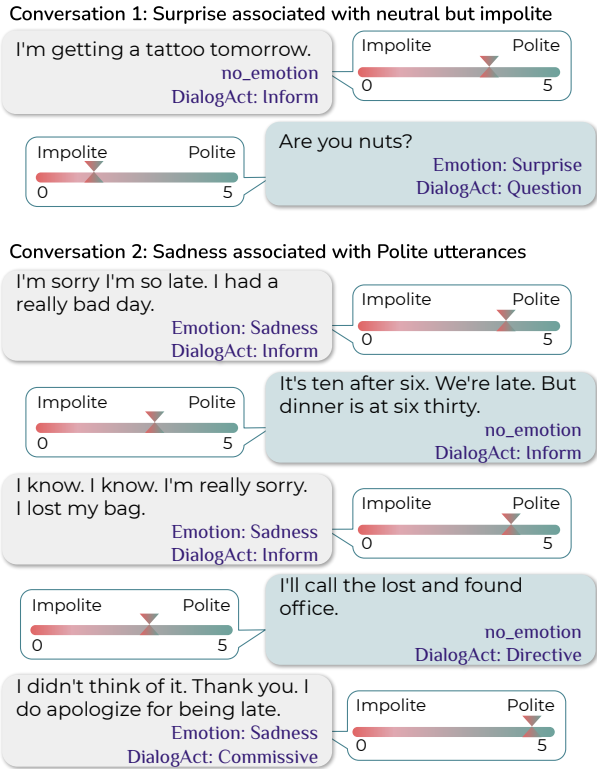 Conversation 1: Surprise associated with neutral but impolite
I'm getting a tattoo tomorrow.
no_emotion
DialogAct: Inform
Impolite Polite
0 5
Are you nuts?
Emotion: Surprise
DialogAct: Question
Impolite Polite
0 5
Conversation 2: Sadness associated with Polite utterances
I'm sorry I'm so late. I had a
really bad day.
Emotion: Sadness
DialogAct: Inform
Impolite Polite
0 5
It's ten after six. We're late. But
dinner is at six thirty.
no_emotion
DialogAct: Inform
Impolite Polite
0 5
I know. I know. I'm really sorry.
I lost my bag.
Emotion: Sadness
DialogAct: Inform
Impolite Polite
0 5
I'll call the lost and found
office.
no_emotion
DialogAct: Directive
Impolite Polite
0 5
I didn't think of it. Thank you. I
do apologize for being late.
Emotion: Sadness
DialogAct: Commissive
Impolite Polite
0 5